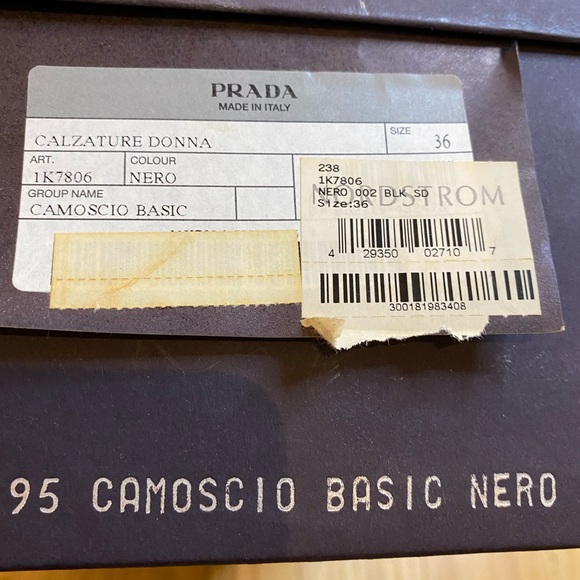 PRADA
MADE IN ITALY
CALZATURE DONNA
SIZE
36
ART.
1K7806
COLOUR
NERO
GROUP NAME
CAMOSCIO BASIC
NORDSTROM
238
1K7806
NERO 002 BLK SD
Size:36
4 29350 02710 7
300181983408
95 CAMOSCIO BASIC NERO